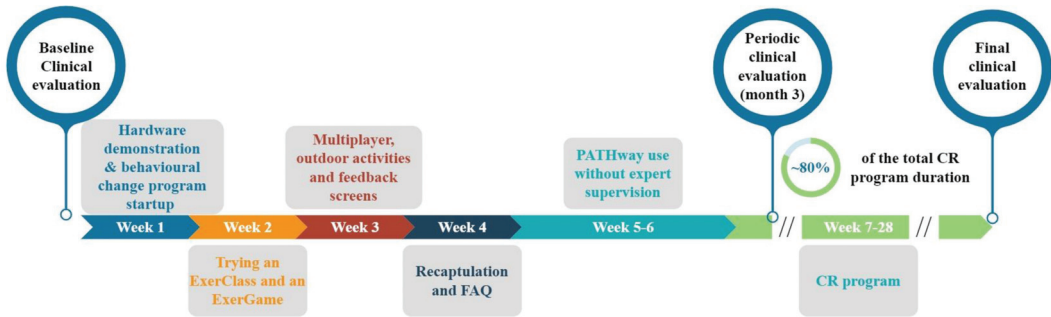 Baseline
Clinical
evaluation
Periodic
clinical
evaluation
(month 3)
Final
clinical
evaluation
Hardware
demonstration
& behavioural
change program
startup
Multiplayer,
outdoor activities
and feedback
screens
PATHway use
without expert
supervision
~80%
of the total CR
program duration
Week 1
Week 2
Week 3
Week 4
Week 5-6
//
Week 7-28
//
Trying an
ExerClass and an
ExerGame
Recaptulation
and FAQ
CR program